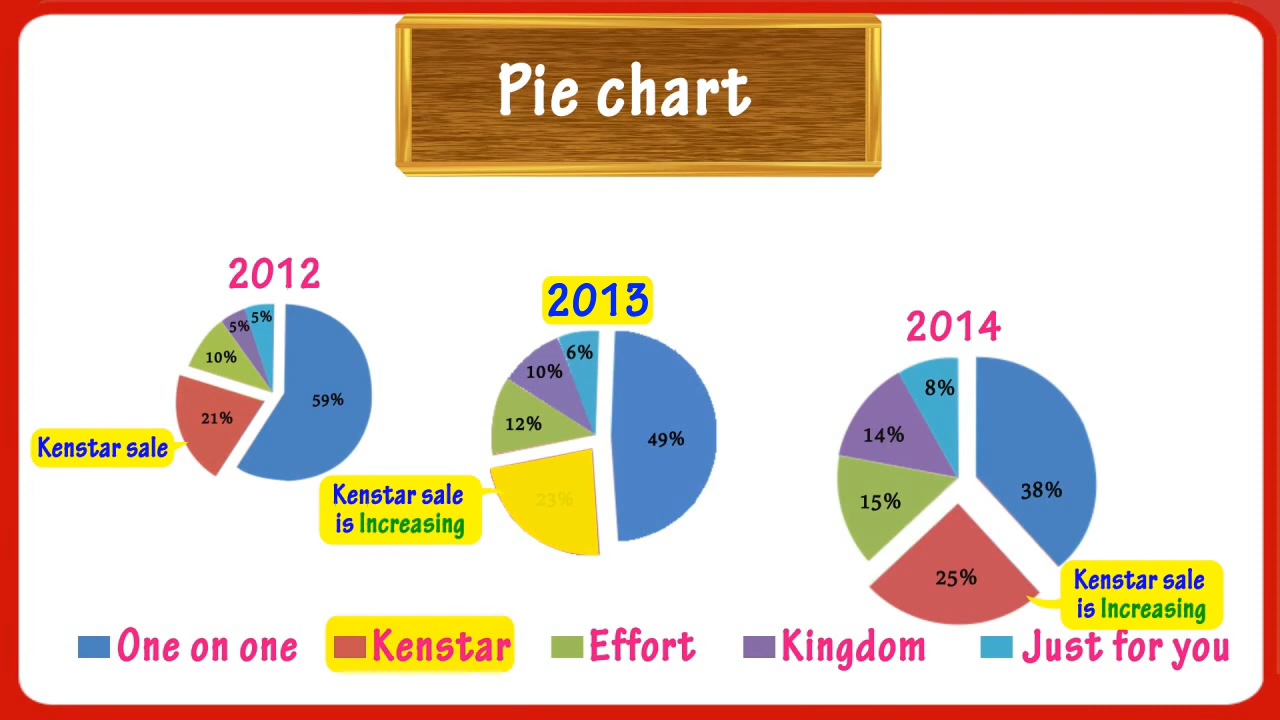 Pie chart
2012
5%
5%
10%
59%
21%
Kenstar sale
2013
6%
10%
12%
49%
23%
Kenstar sale
is Increasing
2014
8%
14%
15%
38%
25%
Kenstar sale
is Increasing
One on one
Kenstar
Effort
Kingdom
Just for you